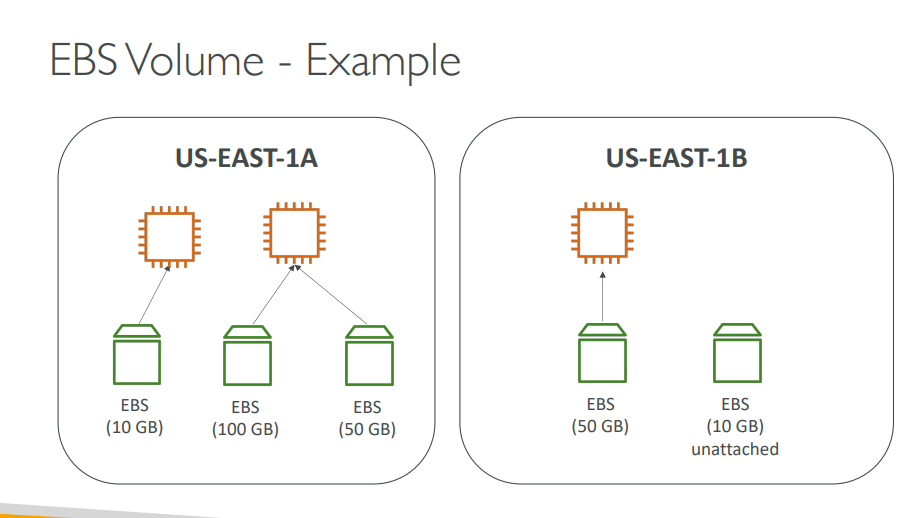 EBS Volume - Example
US-EAST-1A
EBS
(10 GB)
EBS
(100 GB)
EBS
(50 GB)
US-EAST-1B
EBS
(50 GB)
EBS
(10 GB)
unattached